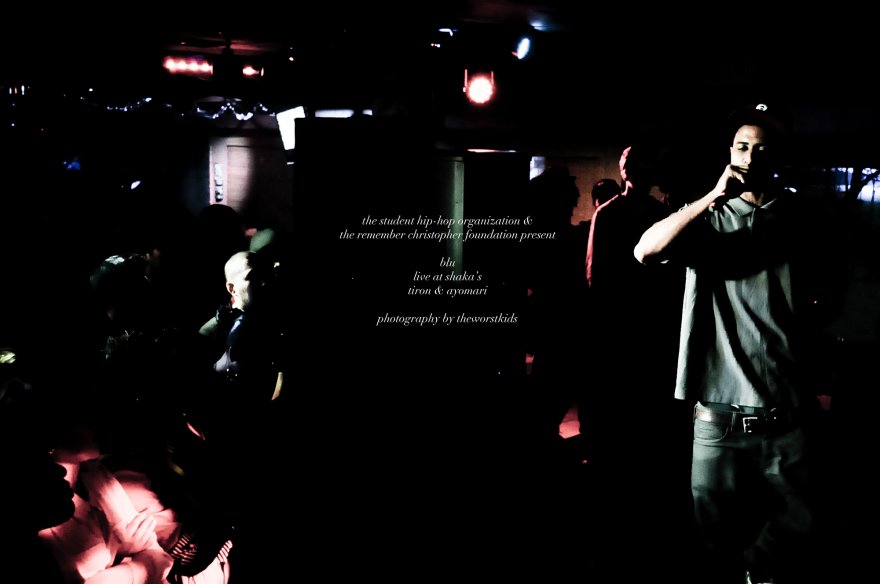 the student hip-hop organization &
the remember christopher foundation present
blu
live at shaka's
tiron & ayomari
photography by theworstkids